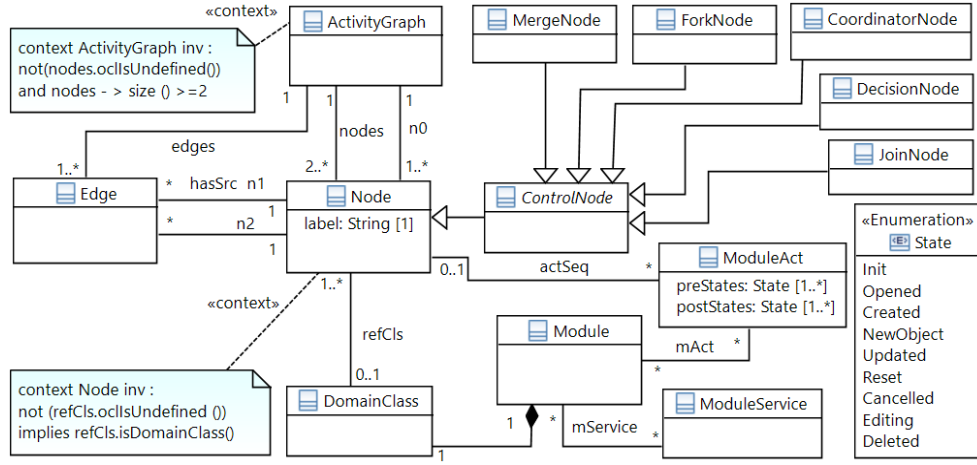 «context»
ActivityGraph
MergeNode
ForkNode
CoordinatorNode
context ActivityGraph inv :
not(nodes.oclIsUndefined())
and nodes - > size () >=2
DecisionNode
1
1
1
nodes
n0
edges
JoinNode
1..*
2..*
1..*
Edge
*
hasSrc n1
1
Node
label: String [1]
ControlNode
*
n2
1
«Enumeration»
State
Init
Opened
Created
NewObject
Updated
Reset
Cancelled
Editing
Deleted
0..1
actSeq
*
ModuleAct
preStates: State [1..*]
postStates: State [1..*]
«context»
1..*
refCls
0..1
Module
mAct
*
*
context Node inv :
not (refCls.oclIsUndefined ())
implies refCls.isDomainClass()
DomainClass
1
1
*
mService
*
ModuleService